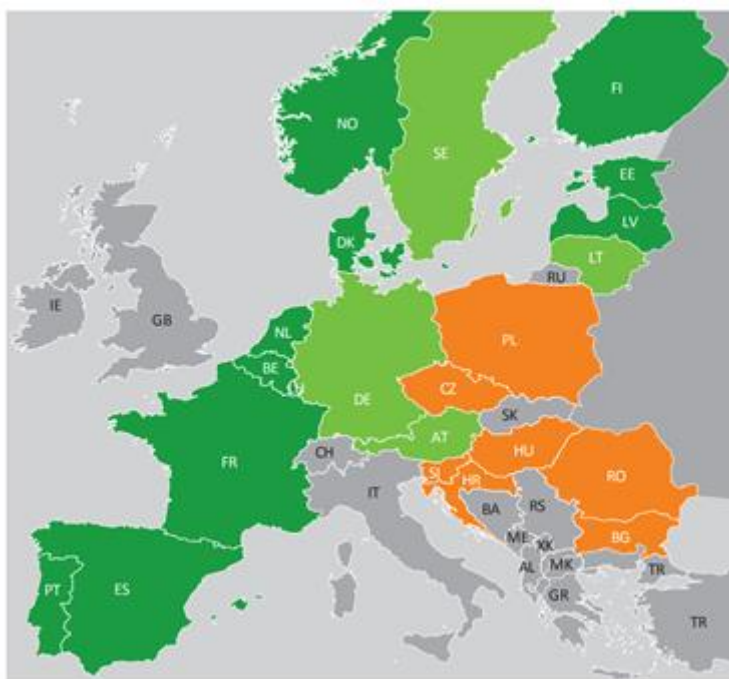 FI
NO
SE
EE
LV
DK
LT
RU
IE
GB
NL
PL
BE
LU
DE
CZ
SK
AT
HU
FR
CH
SI
HR
RO
IT
BA
RS
BG
ME
XK
PT
ES
AL
MK
TR
GR
TR